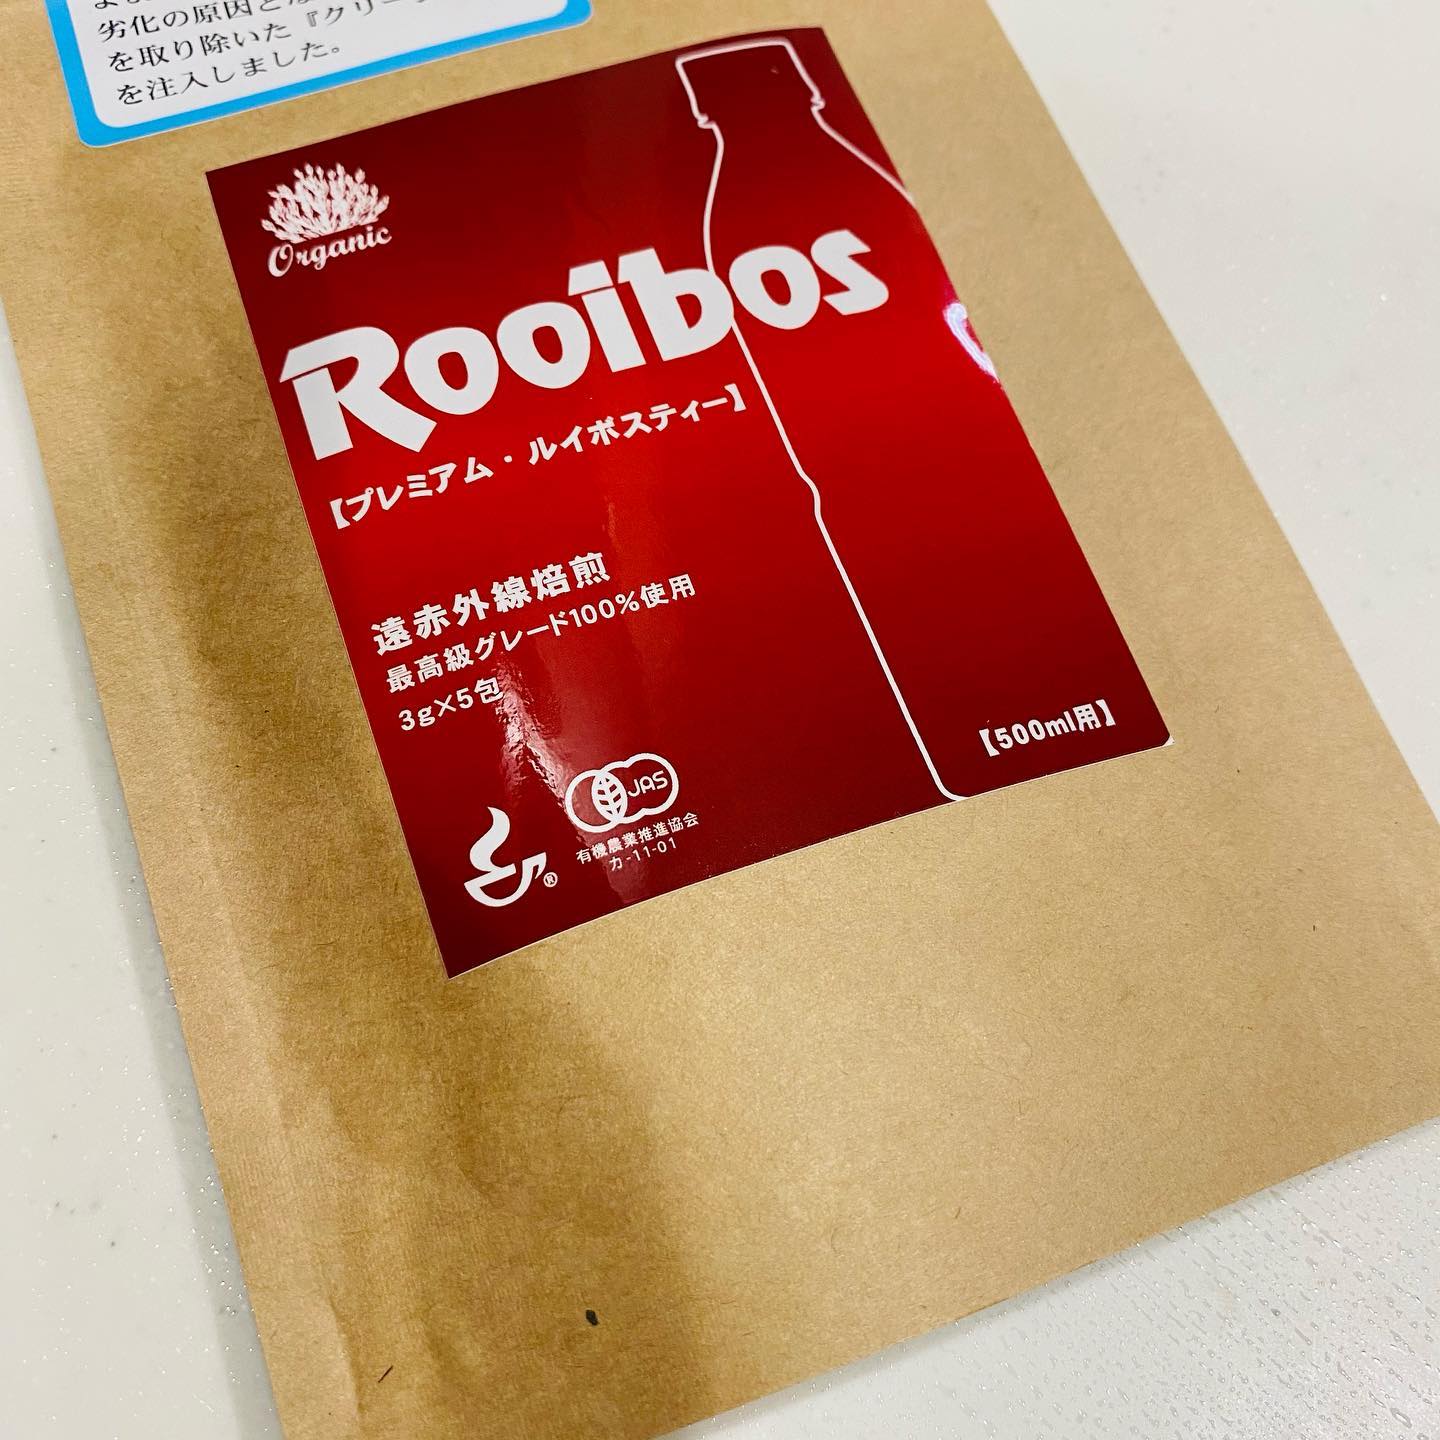 劣化の原因とな
を取り除いた『クリー
を注入しました。
Organic
Rooibos
【プレミアム・ルイボスティー】
遠赤外線焙煎
最高級グレード100%使用
3g×5包
【500ml用】
JAS
有機農業推進協会
カ-11-01
®